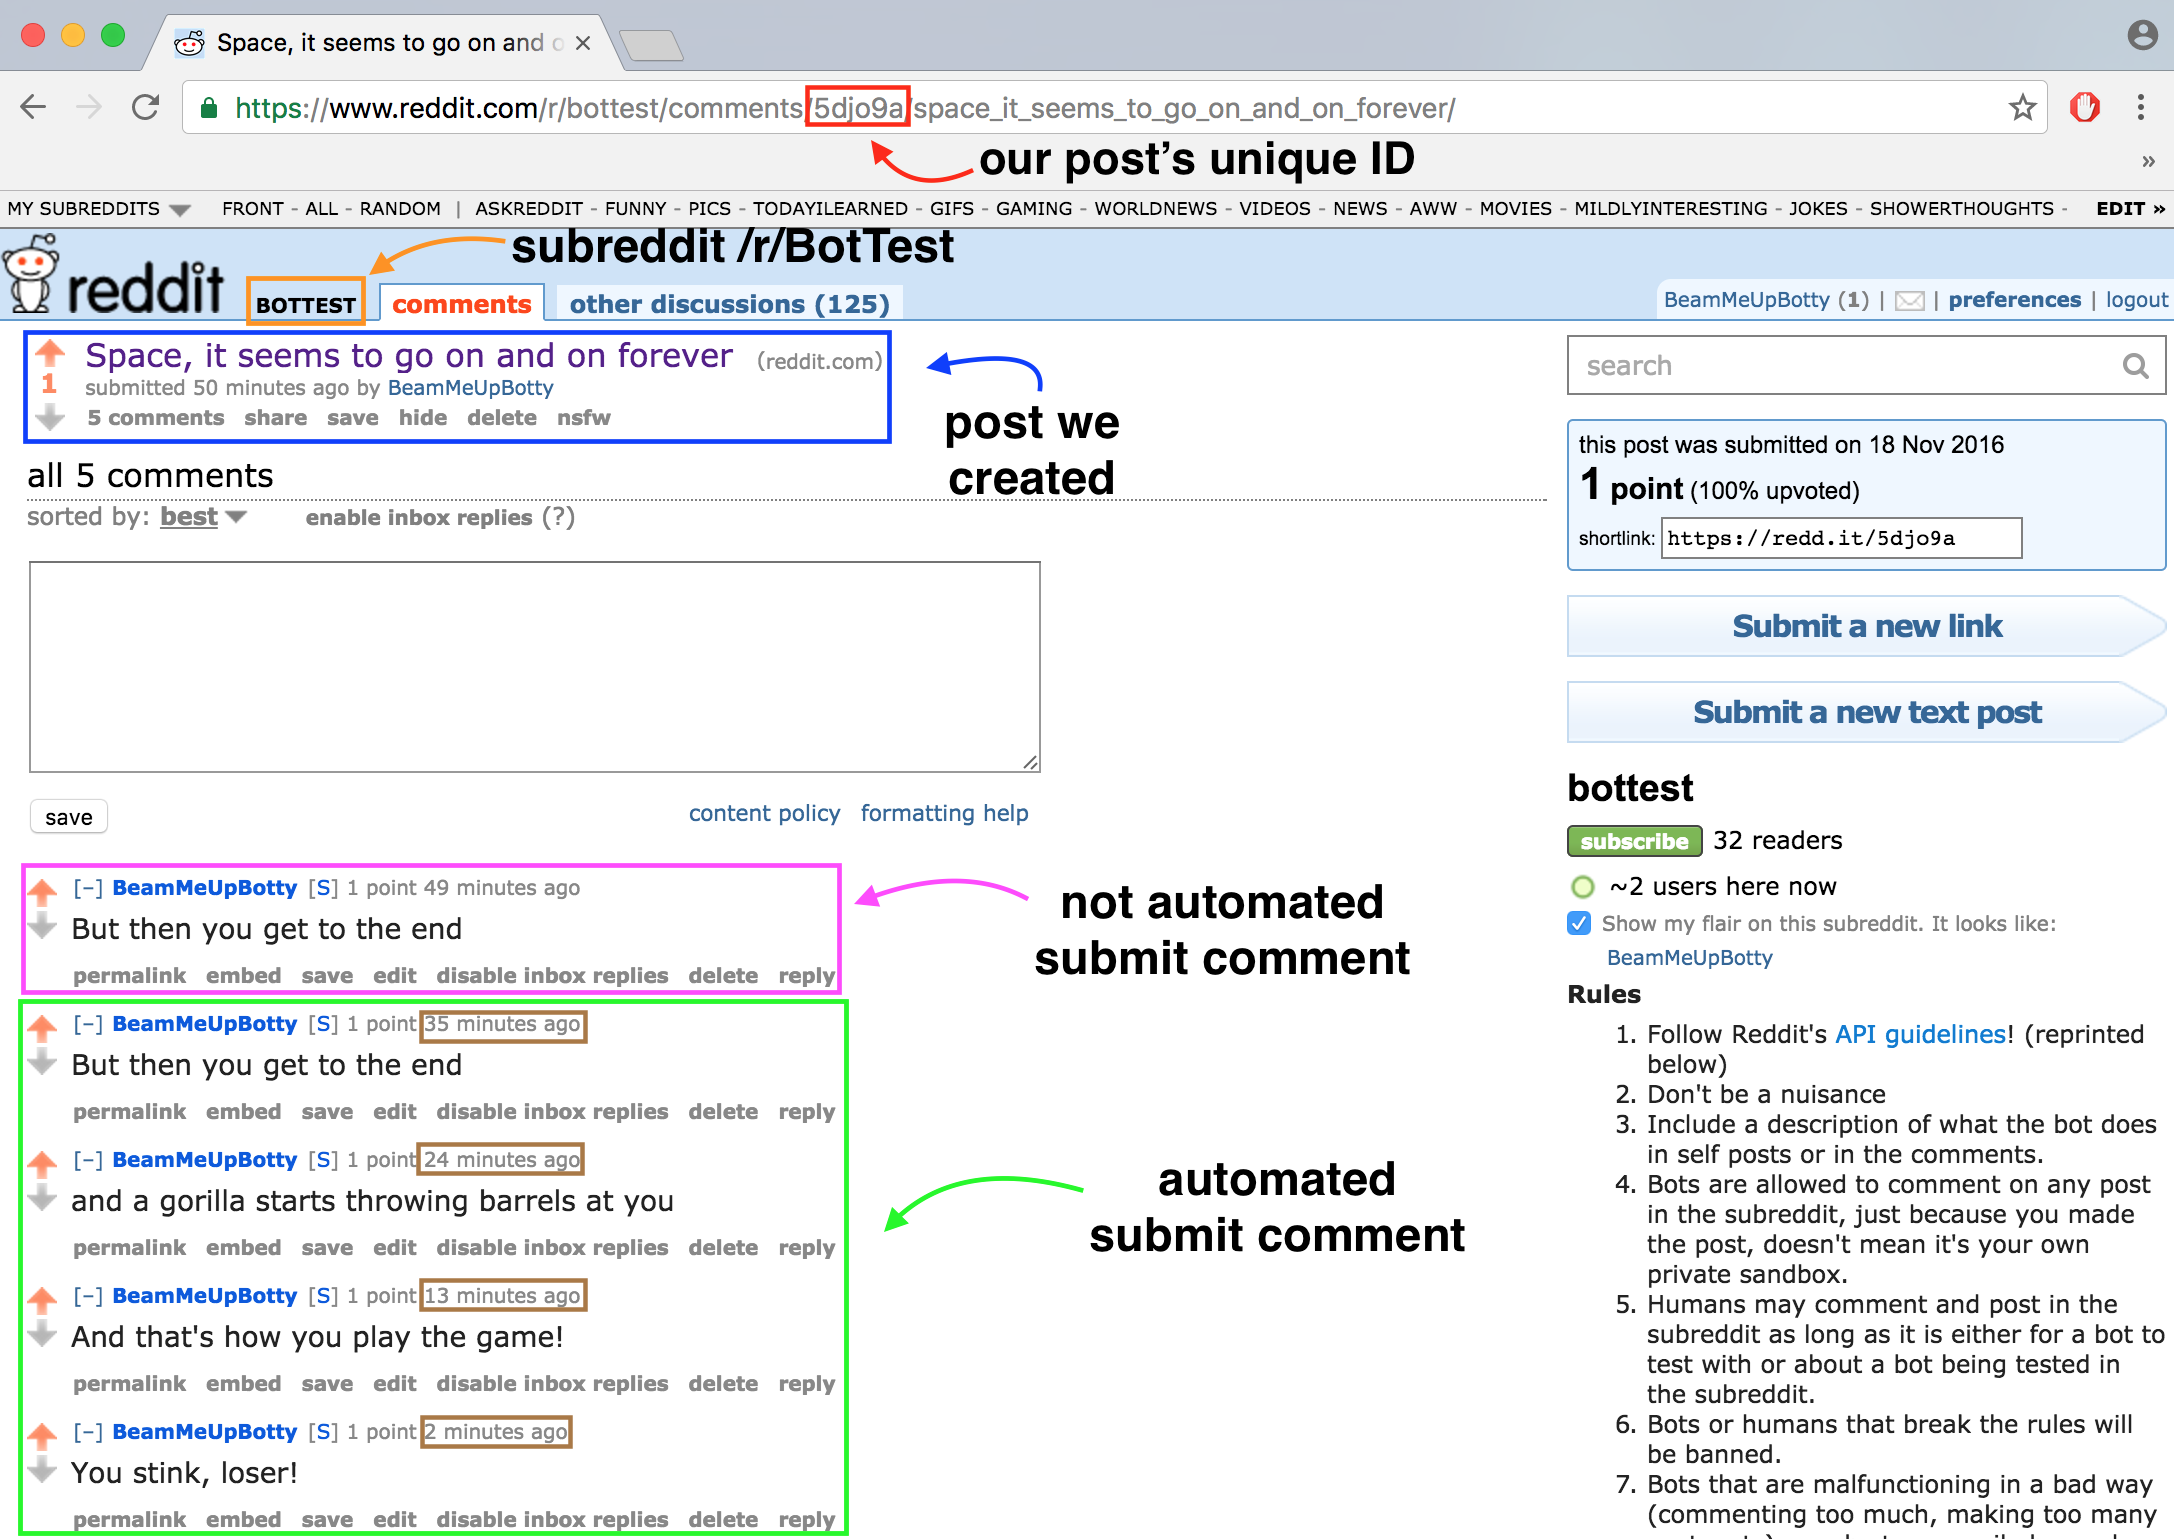 Space, it seems to go on and
https://www.reddit.com/r/bottest/comments/5djo9a/space_it_seems_to_go_on_and_on_forever/
our post's unique ID
»
MY SUBREDDITS FRONT - ALL - RANDOM | ASKREDDIT - FUNNY - PICS - TODAYILEARNED - GIFS - GAMING - WORLDNEWS - VIDEOS - NEWS - AWW - MOVIES - MILDLYINTERESTING - JOKES - SHOWERTHOUGHTS - EDIT »
subreddit /r/BotTest
reddit BOTTEST comments other discussions (125)
BeamMeUpBotty (1) | | preferences | logout
Space, it seems to go on and on forever (reddit.com)
1
submitted 50 minutes ago by BeamMeUpBotty
5 comments share save hide delete nsfw
post we
created
all 5 comments
sorted by: best enable inbox replies (?)
save
content policy formatting help
[–] BeamMeUpBotty [S] 1 point 49 minutes ago
But then you get to the end
permalink embed save edit disable inbox replies delete reply
not automated
submit comment
[–] BeamMeUpBotty [S] 1 point 35 minutes ago
But then you get to the end
permalink embed save edit disable inbox replies delete reply
[–] BeamMeUpBotty [S] 1 point 24 minutes ago
and a gorilla starts throwing barrels at you
permalink embed save edit disable inbox replies delete reply
automated
submit comment
[–] BeamMeUpBotty [S] 1 point 13 minutes ago
And that's how you play the game!
permalink embed save edit disable inbox replies delete reply
[–] BeamMeUpBotty [S] 1 point 2 minutes ago
You stink, loser!
permalink embed save edit disable inbox replies delete reply
search
this post was submitted on 18 Nov 2016
1 point (100% upvoted)
shortlink: https://redd.it/5djo9a
Submit a new link
Submit a new text post
bottest
subscribe 32 readers
~2 users here now
Show my flair on this subreddit. It looks like:
BeamMeUpBotty
Rules
1. Follow Reddit's API guidelines! (reprinted
below)
2. Don't be a nuisance
3. Include a description of what the bot does
in self posts or in the comments.
4. Bots are allowed to comment on any post
in the subreddit, just because you made
the post, doesn't mean it's your own
private sandbox.
5. Humans may comment and post in the
subreddit as long as it is either for a bot to
test with or about a bot being tested in
the subreddit.
6. Bots or humans that break the rules will
be banned.
7. Bots that are malfunctioning in a bad way
(commenting too much, making too many